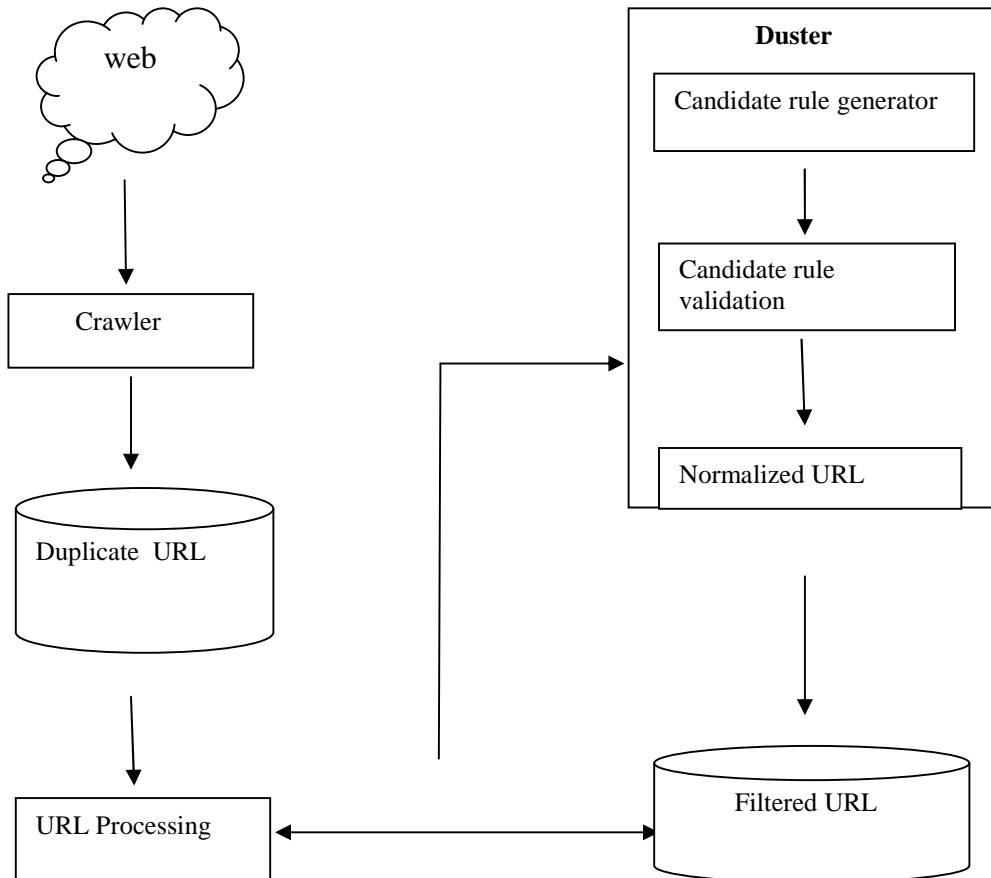 web
Crawler
Duplicate URL
URL Processing
Duster
Candidate rule generator
Candidate rule
validation
Normalized URL
Filtered URL